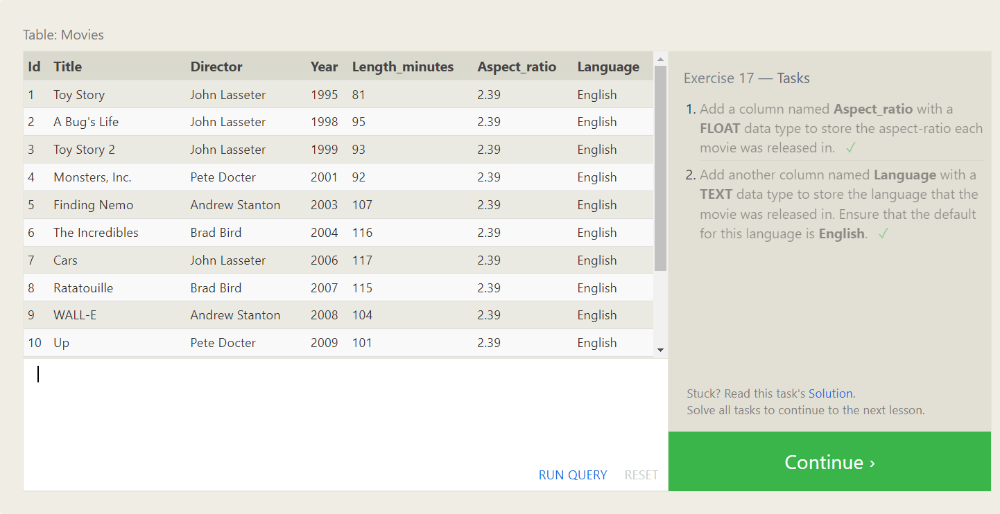 Table: Movies
Id Title Director Year Length_minutes Aspect_ratio Language
1 Toy Story John Lasseter 1995 81 2.39 English
2 A Bug's Life John Lasseter 1998 95 2.39 English
3 Toy Story 2 John Lasseter 1999 93 2.39 English
4 Monsters, Inc. Pete Docter 2001 92 2.39 English
5 Finding Nemo Andrew Stanton 2003 107 2.39 English
6 The Incredibles Brad Bird 2004 116 2.39 English
7 Cars John Lasseter 2006 117 2.39 English
8 Ratatouille Brad Bird 2007 115 2.39 English
9 WALL-E Andrew Stanton 2008 104 2.39 English
10 Up Pete Docter 2009 101 2.39 English
RUN QUERY RESET
Exercise 17 — Tasks
1. Add a column named Aspect_ratio with a
FLOAT data type to store the aspect-ratio each
movie was released in. ✓
2. Add another column named Language with a
TEXT data type to store the language that the
movie was released in. Ensure that the default
for this language is English. ✓
Stuck? Read this task's Solution.
Solve all tasks to continue to the next lesson.
Continue ›